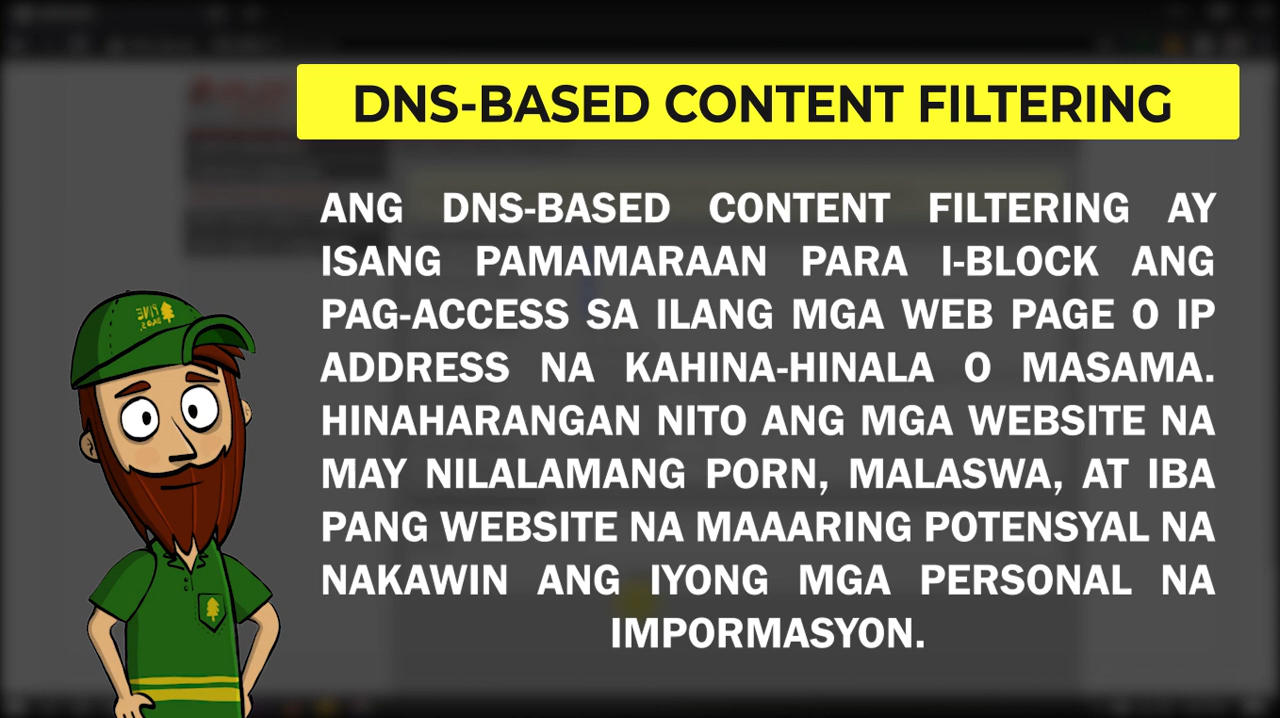 DNS-BASED CONTENT FILTERING
ANG DNS-BASED CONTENT FILTERING AY
ISANG PAMAMARAAN PARA I-BLOCK ANG
PAG-ACCESS SA ILANG MGA WEB PAGE O IP
ADDRESS NA KAHINA-HINALA O MASAMA.
HINAHARANGAN NITO ANG MGA WEBSITE NA
MAY NILALAMANG PORN, MALASWA, AT IBA
PANG WEBSITE NA MAAARING POTENSYAL NA
NAKAWIN ANG IYONG MGA PERSONAL NA
IMPORMASYON.